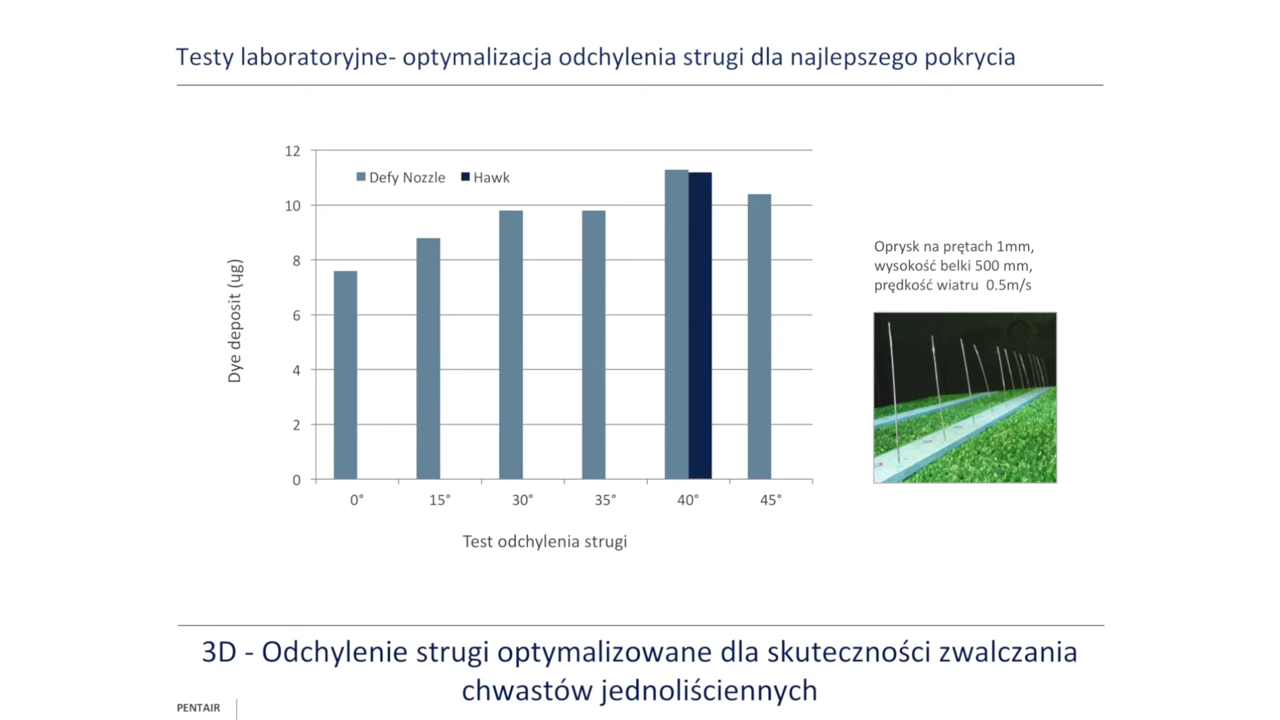 Testy laboratoryjne- optymalizacja odchylenia strugi dla najlepszego pokrycia
12
10
8
6
4
2
0
Defy Nozzle Hawk
Dye deposit (ųg)
0° 15° 30° 35° 40° 45°
Test odchylenia strugi
Oprysk na prętach 1mm,
wysokość belki 500 mm,
prędkość wiatru 0.5m/s
3D - Odchylenie strugi optymalizowane dla skuteczności zwalczania
chwastów jednoliściennych
PENTAIR